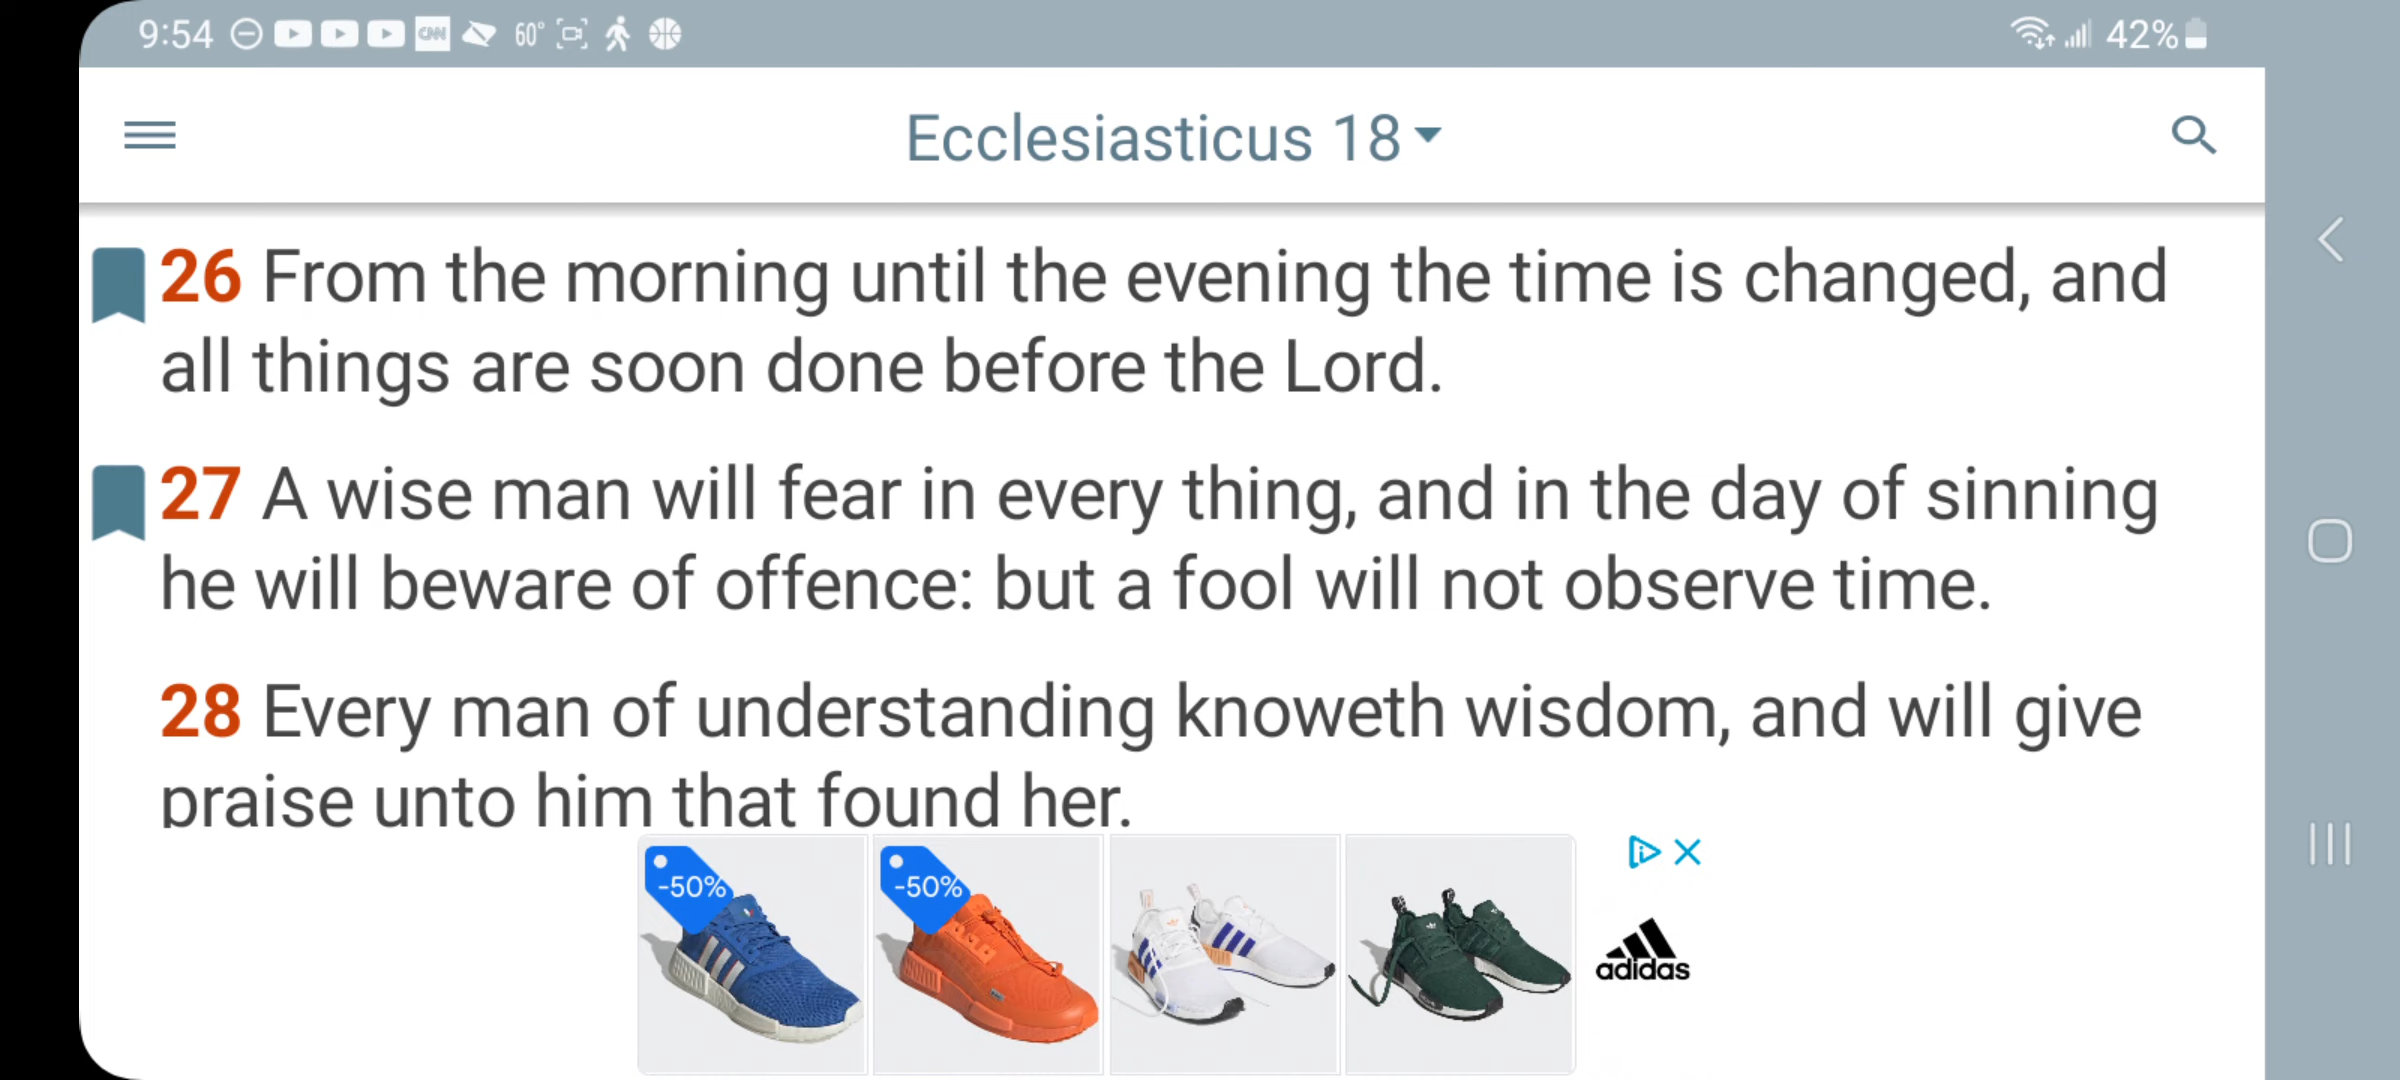 9:54 CNN 60° 42%
Ecclesiasticus 18
26 From the morning until the evening the time is changed, and
all things are soon done before the Lord.
27 A wise man will fear in every thing, and in the day of sinning
he will beware of offence: but a fool will not observe time.
28 Every man of understanding knoweth wisdom, and will give
praise unto him that found her.
-50% -50%
adidas